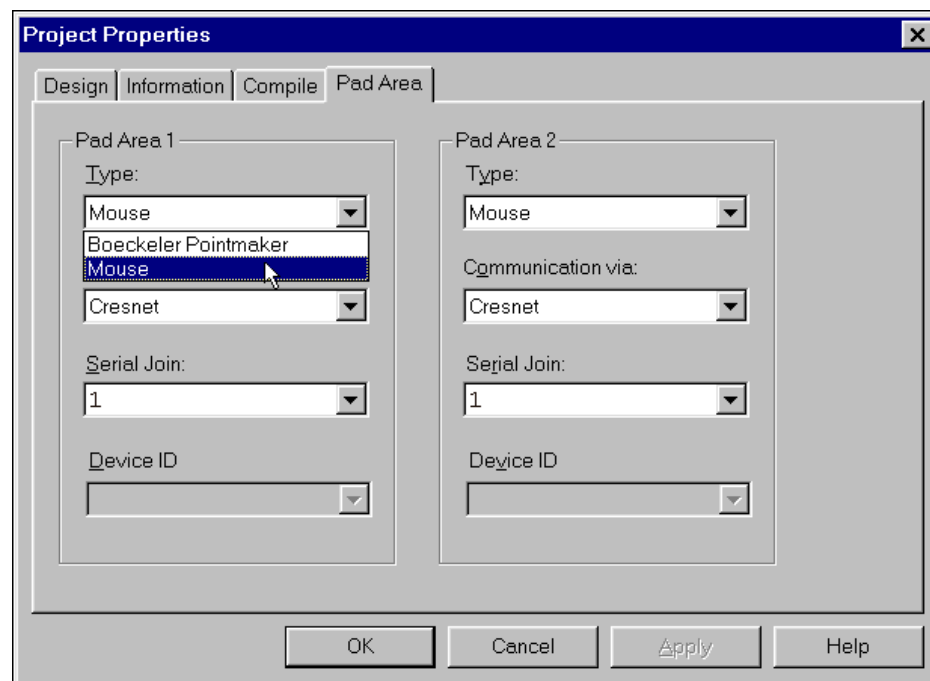 Project Properties
Design Information Compile Pad Area
Pad Area 1
Type:
Mouse
Boeckeler Pointmaker
Mouse
Cresnet
Serial Join:
1
Device ID
Pad Area 2
Type:
Mouse
Communication via:
Cresnet
Serial Join:
1
Device ID
OK Cancel Apply Help